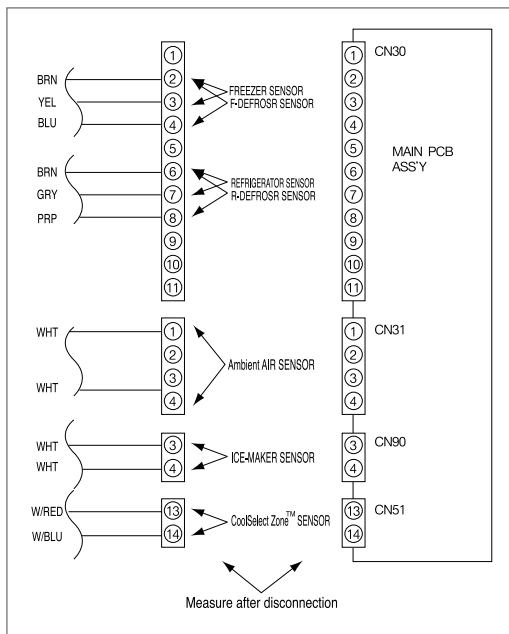 ① CN30
BRN ② ②
FREEZER SENSOR
YEL ③ ③
F-DEFROSR SENSOR
BLU ④ ④
MAIN PCB
ASS'Y
⑤ ⑤
BRN ⑥ ⑥
REFRIGERATOR SENSOR
GRY ⑦ ⑦
R-DEFROSR SENSOR
PRP ⑧ ⑧
⑨ ⑨
⑩ ⑩
⑪ ⑪
WHT ① ① CN31
② ②
Ambient AIR SENSOR
③ ③
WHT ④ ④
WHT ③ ③ CN90
ICE-MAKER SENSOR
WHT ④ ④
W/RED ⑬ ⑬ CN51
CoolSelect Zone™ SENSOR
W/BLU ⑭ ⑭
Measure after disconnection